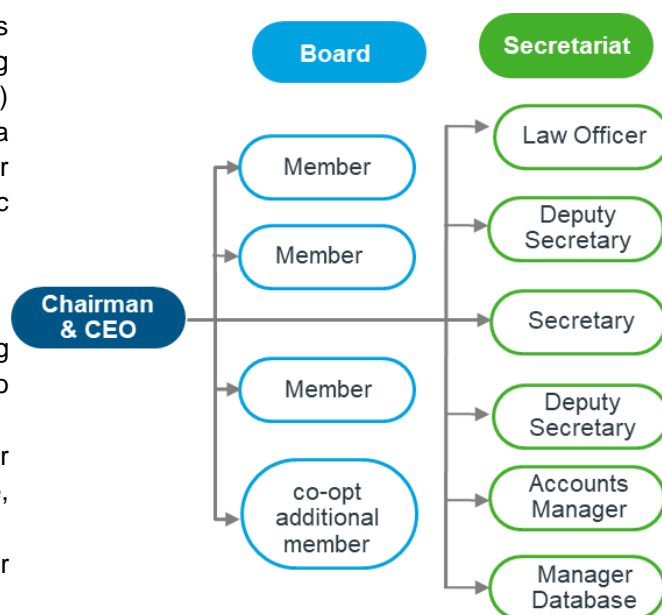 s
g
)
a
r
c
g
o
r
,
r
Board
Secretariat
Chairman
& CEO
Member
Member
Member
co-opt
additional
member
Law Officer
Deputy
Secretary
Secretary
Deputy
Secretary
Accounts
Manager
Manager
Database